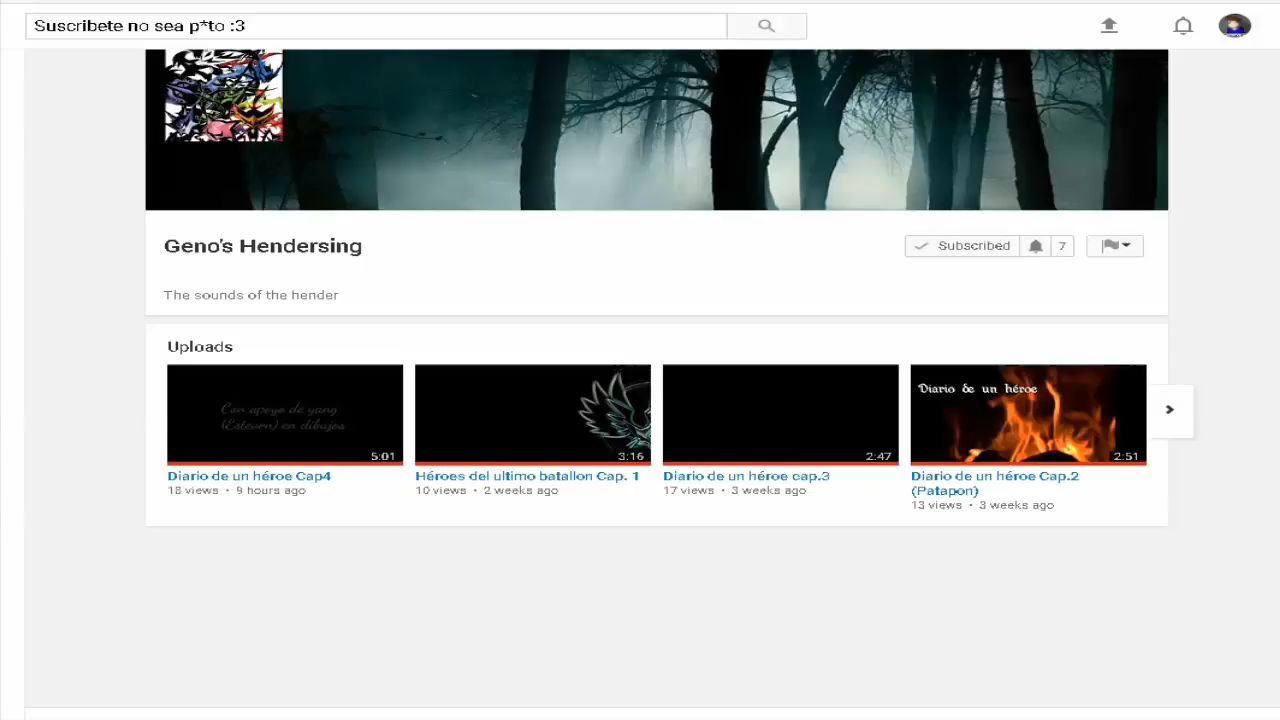 Suscribete no sea p*to :3
Geno's Hendersing
Subscribed
7
The sounds of the hender
Uploads
Con apoyo de yang
(Esteven) en dibujos
5:01
3:16
2:47
Diario de un héroe
2:51
Diario de un héroe Cap4
18 views • 9 hours ago
Héroes del ultimo batallon Cap. 1
10 views • 2 weeks ago
Diario de un héroe cap.3
17 views • 3 weeks ago
Diario de un héroe Cap.2
(Patapon)
13 views • 3 weeks ago